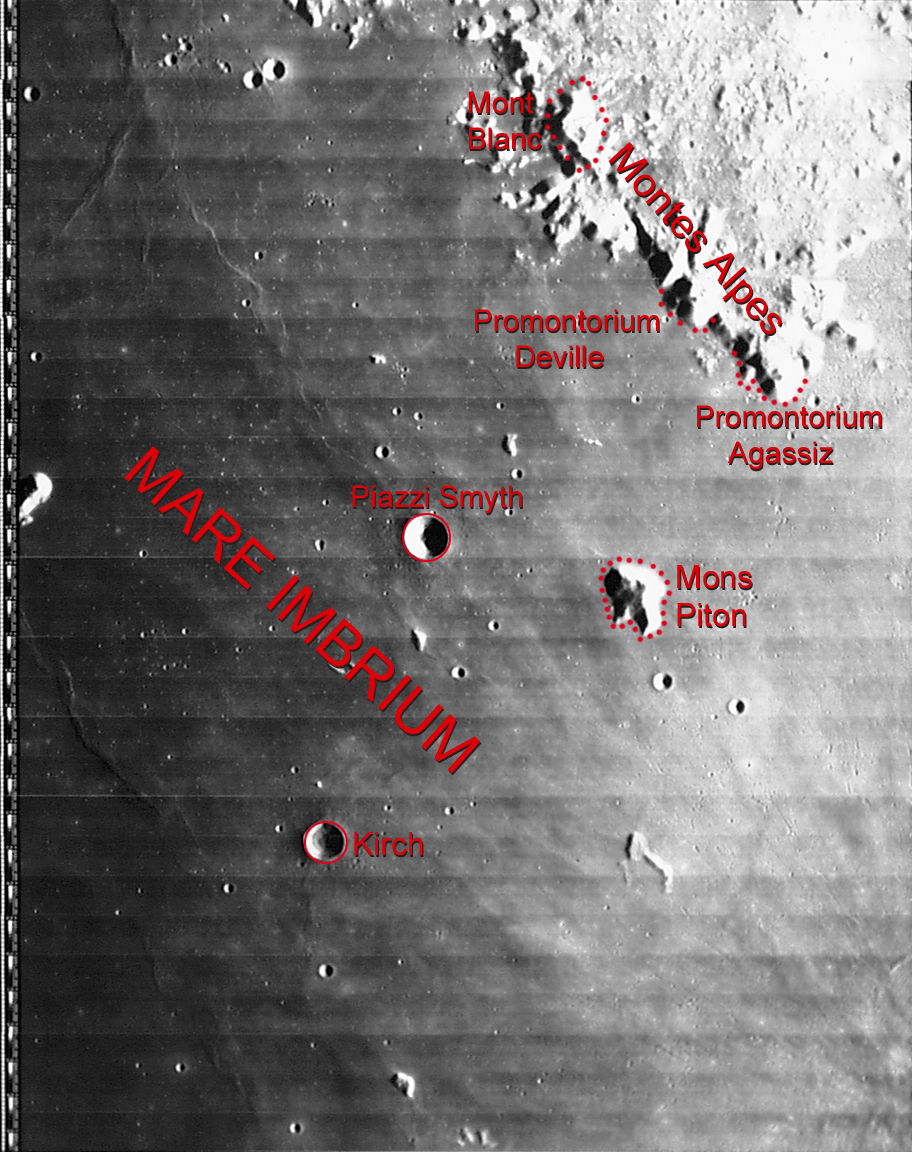 Mont
Blanc
Montes Alpes
Promontorium
Deville
Promontorium
Agassiz
MARE IMBRIUM
Piazzi Smyth
Mons
Piton
Kirch